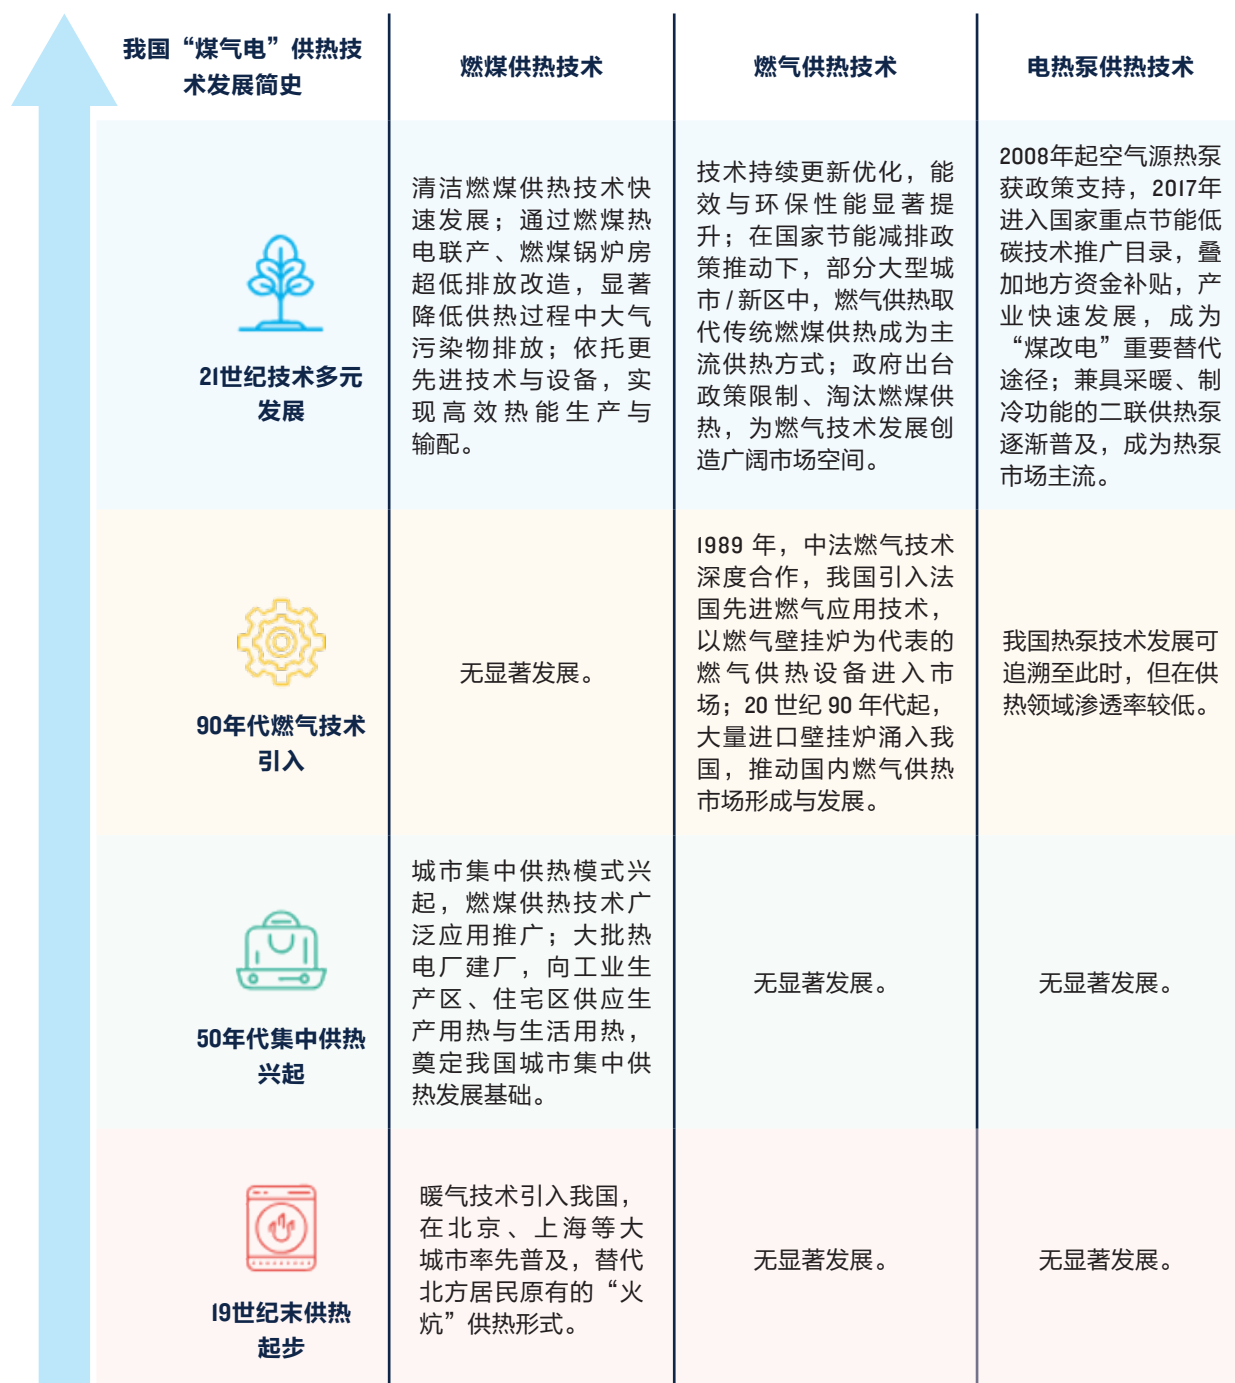 我国“煤气电”供热技
术发展简史
燃煤供热技术
燃气供热技术
电热泵供热技术
21世纪技术多元
发展
清洁燃煤供热技术快
速发展；通过燃煤热
电联产、燃煤锅炉房
超低排放改造，显著
降低供热过程中大气
污染物排放；依托更
先进技术与设备，实
现高效热能生产与
输配。
技术持续更新优化，能
效与环保性能显著提
升；在国家节能减排政
策推动下，部分大型城
市/新区中，燃气供热取
代传统燃煤供热成为主
流供热方式；政府出台
政策限制、淘汰燃煤供
热，为燃气技术发展创
造广阔市场空间。
2008年起空气源热泵
获政策支持，2017年
进入国家重点节能低
碳技术推广目录，叠
加地方资金补贴，产
业快速发展，成为
“煤改电”重要替代
途径；兼具采暖、制
冷功能的二联供热泵
逐渐普及，成为热泵
市场主流。
90年代燃气技术
引入
无显著发展。
1989 年，中法燃气技术
深度合作，我国引入法
国先进燃气应用技术，
以燃气壁挂炉为代表的
燃气供热设备进入市
场；20 世纪 90 年代起，
大量进口壁挂炉涌入我
国，推动国内燃气供热
市场形成与发展。
我国热泵技术发展可
追溯至此时，但在供
热领域渗透率较低。
50年代集中供热
兴起
城市集中供热模式兴
起，燃煤供热技术广
泛应用推广；大批热
电厂建厂，向工业生
产区、住宅区供应生
产用热与生活用热，
奠定我国城市集中供
热发展基础。
无显著发展。
无显著发展。
19世纪末供热
起步
暖气技术引入我国，
在北京、上海等大
城市率先普及，替代
北方居民原有的“火
炕”供热形式。
无显著发展。
无显著发展。